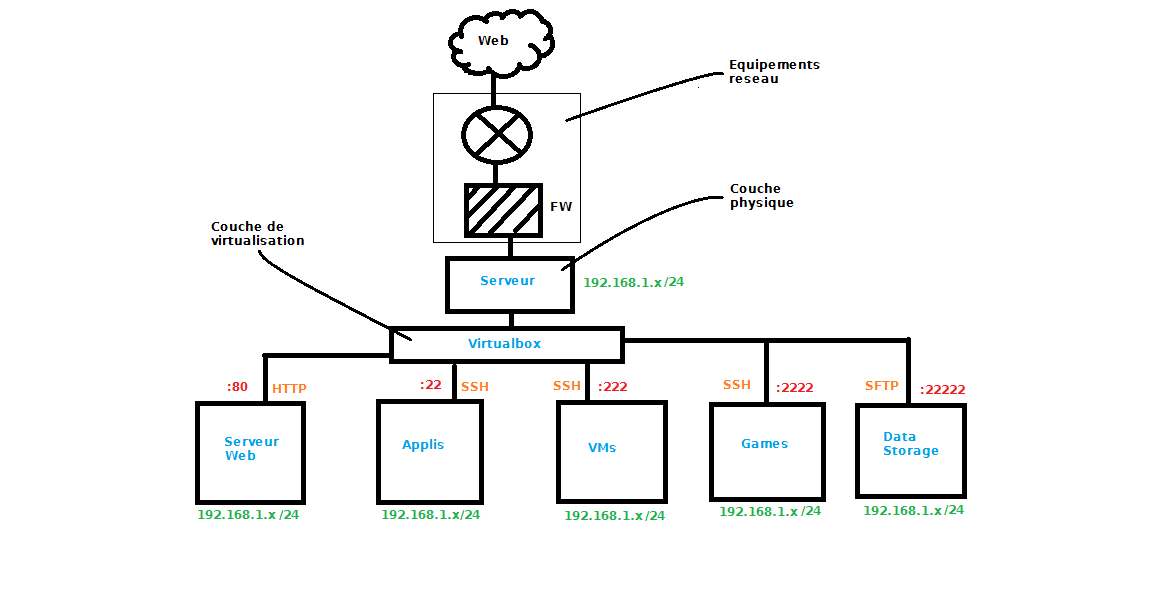 Web
Equipements
reseau
Couche
physique
FW
Couche de
virtualisation
Serveur
192.168.1.x /24
Virtualbox
:80 HTTP
:22 SSH
SSH :222
SSH :2222
SFTP :22222
Serveur
Web
Applis
VMs
Games
Data
Storage
192.168.1.x /24
192.168.1.x/24
192.168.1.x /24
192.168.1.x /24
192.168.1.x /24